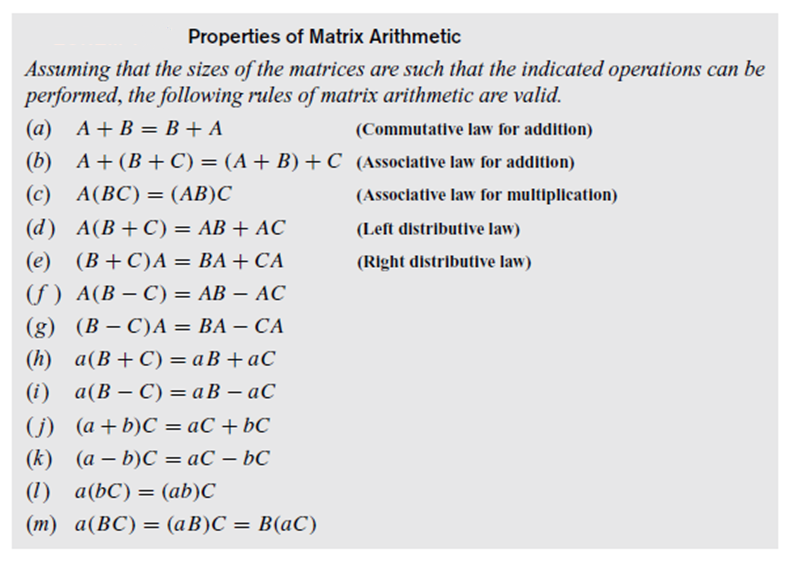 Properties of Matrix Arithmetic
Assuming that the sizes of the matrices are such that the indicated operations can be
performed, the following rules of matrix arithmetic are valid.
(a) A + B = B + A (Commutative law for addition)
(b) A + (B + C) = (A + B) + C (Associative law for addition)
(c) A(BC) = (AB)C (Associative law for multiplication)
(d) A(B + C) = AB + AC (Left distributive law)
(e) (B + C)A = BA + CA (Right distributive law)
(f) A(B − C) = AB − AC
(g) (B − C)A = BA − CA
(h) a(B + C) = aB + aC
(i) a(B − C) = aB − aC
(j) (a + b)C = aC + bC
(k) (a − b)C = aC − bC
(l) a(bC) = (ab)C
(m) a(BC) = (aB)C = B(aC)